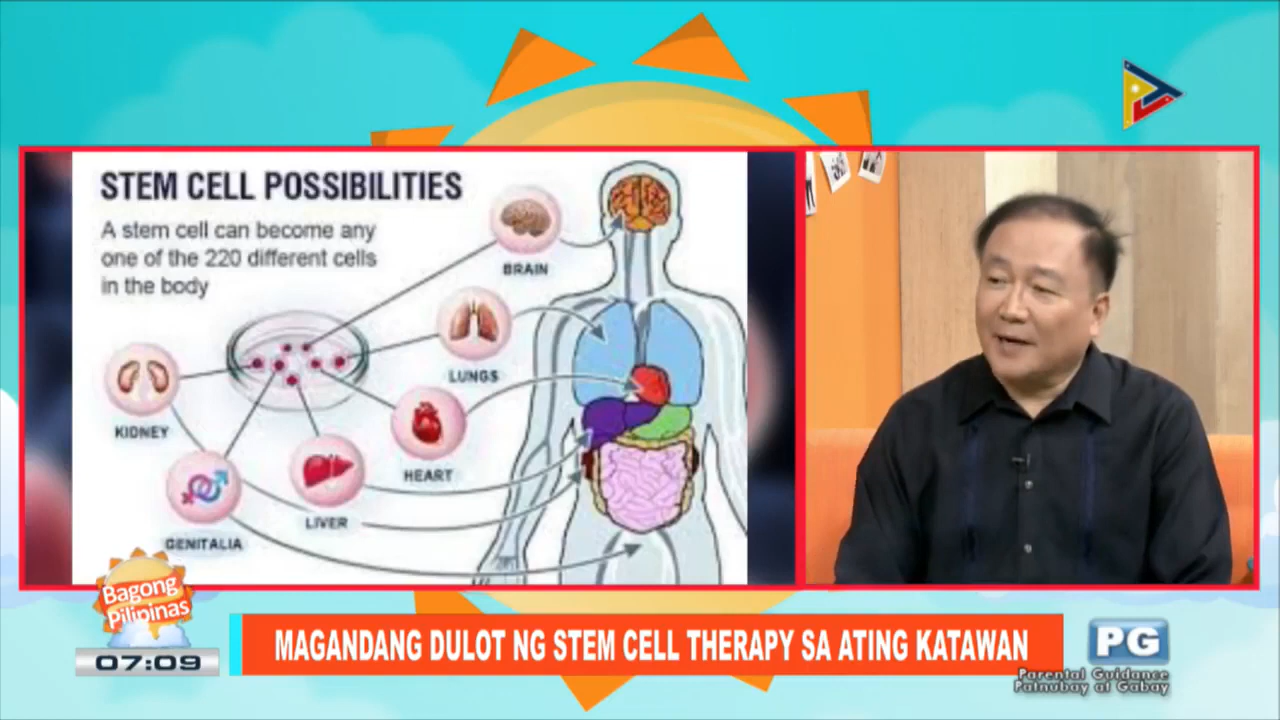 STEM CELL POSSIBILITIES
A stem cell can become any
one of the 220 different cells
in the body
BRAIN
LUNGS
KIDNEY
HEART
LIVER
GENITALIA
Bagong
Pilipinas
07:09
MAGANDANG DULOT NG STEM CELL THERAPY SA ATING KATAWAN
PG
Parental Guidance
Patnubay at Gabay